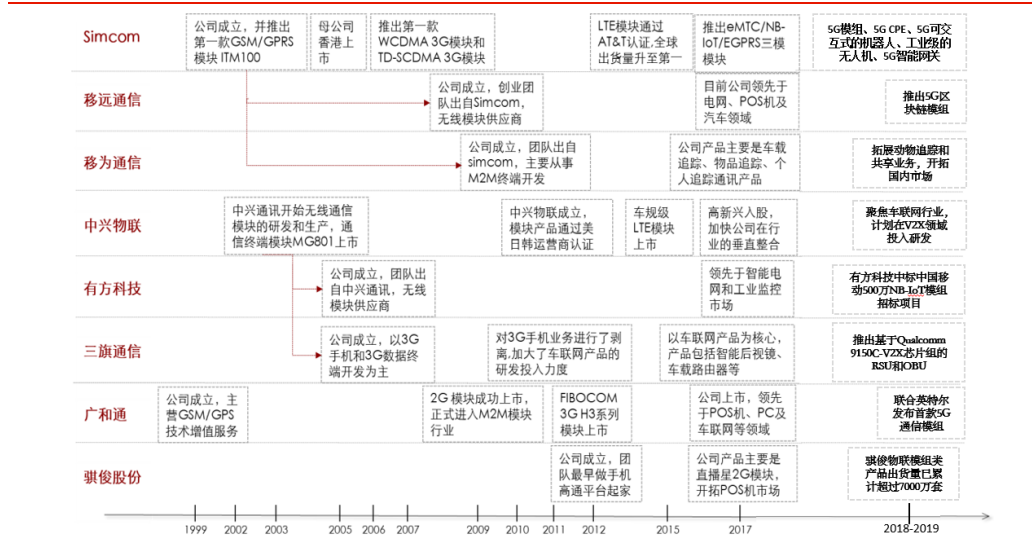 Simcom
公司成立，并推出
第一款GSM/GPRS
模块 ITM100
母公司
香港上
市
推出第一款
WCDMA 3G模块和
TD-SCDMA 3G模块
LTE模块通过
AT&T认证,全球
出货量升至第一
推出eMTC/NB-
IoT/EGPRS三模
模块
5G模组、5G CPE、5G可交
互式的机器人、工业级的
无人机、5G智能网关
移远通信
公司成立，创业团
队出自Simcom，
无线模块供应商
目前公司领先于
电网、POS机及
汽车领域
推出5G区
块链模组
移为通信
公司成立，团队出自
simcom，主要从事
M2M终端开发
公司产品主要是车载
追踪、物品追踪、个
人追踪通讯产品
拓展动物追踪和
共享业务，开拓
国内市场
中兴物联
中兴通讯开始无线通信
模块的研发和生产，通
信终端模块MG801上市
中兴物联成立，
模块产品通过美
日韩运营商认证
车规级
LTE模块
上市
高新兴入股，
加快公司在行
业的垂直整合
聚焦车联网行业，
计划在V2X领域
投入研发
有方科技
公司成立，团队出
自中兴通讯，无线
模块供应商
领先于智能电
网和工业监控
市场
有方科技中标中国移
动500万NB-IoT模组
招标项目
三旗通信
公司成立，以3G
手机和3G数据终
端开发为主
对3G手机业务进行了剥
离,加大了车联网产品的
研发投入力度
以车联网产品为核心，
产品包括智能后视镜、
车载路由器等
推出基于Qualcomm
9150C-V2X芯片组的
RSU和OBU
广和通
公司成立，主
营GSM/GPS
技术增值服务
2G 模块成功上市，
正式进入M2M模块
行业
FIBOCOM
3G H3系列
模块上市
公司上市，领先
于POS机、PC及
车联网等领域
联合英特尔
发布首款5G
通信模组
骐俊股份
公司成立，团
队最早做手机
高通平台起家
公司产品主要是
直播星2G模块，
开拓POS机市场
骐俊物联模组类
产品出货量已累
计超过7000万套
1999 2002 2003 2005 2006 2007 2009 2010 2011 2012 2015 2017 2018-2019